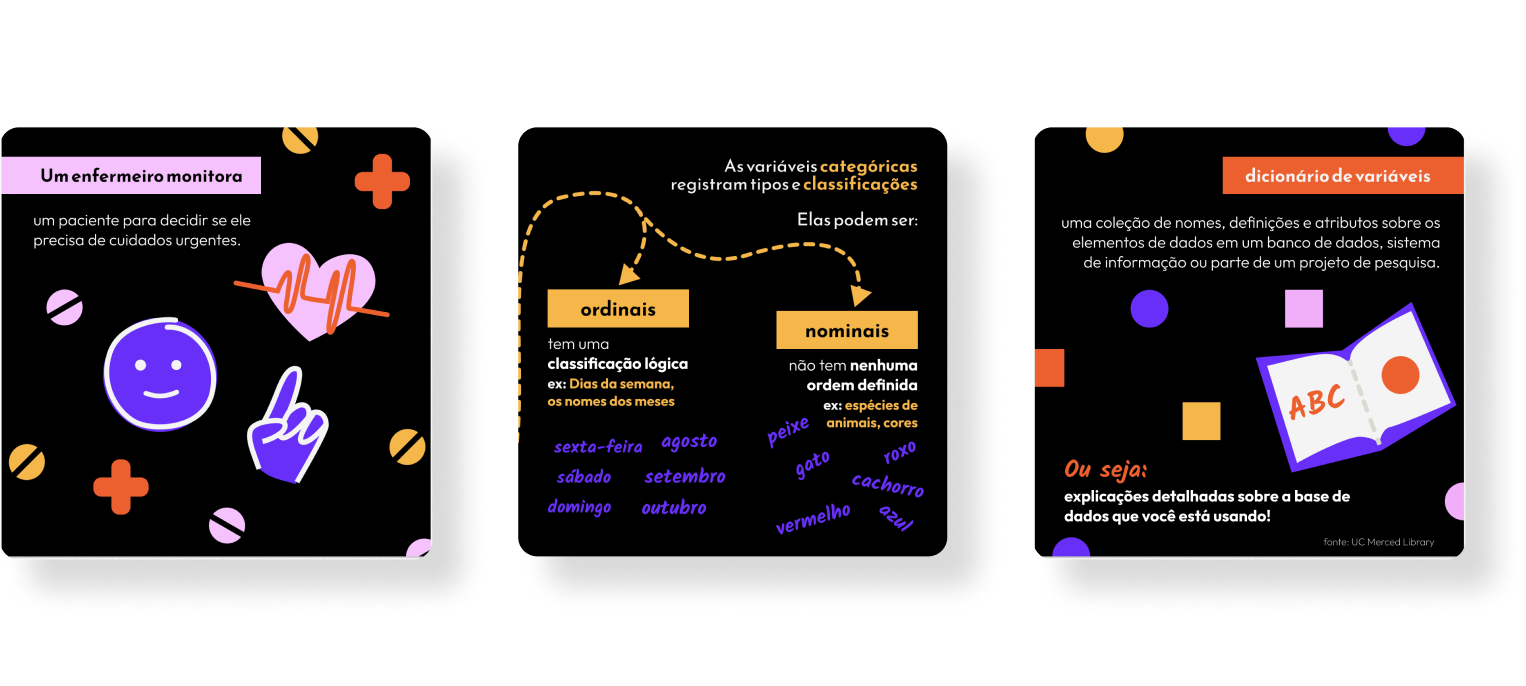 Um enfermeiro monitora
um paciente para decidir se ele
precisa de cuidados urgentes.
As variáveis categóricas
registram tipos e classificações
Elas podem ser:
ordinais
tem uma
classificação lógica
ex: Dias da semana,
os nomes dos meses
sexta-feira agosto
sábado setembro
domingo outubro
nominais
não tem nenhuma
ordem definida
ex: espécies de
animais, cores
peixe
roxo
gato
cachorro
vermelho
azul
dicionário de variáveis
uma coleção de nomes, definições e atributos sobre os
elementos de dados em um banco de dados, sistema
de informação ou parte de um projeto de pesquisa.
ABC
Ou seja:
explicações detalhadas sobre a base de
dados que você está usando!
fonte: UC Merced Library